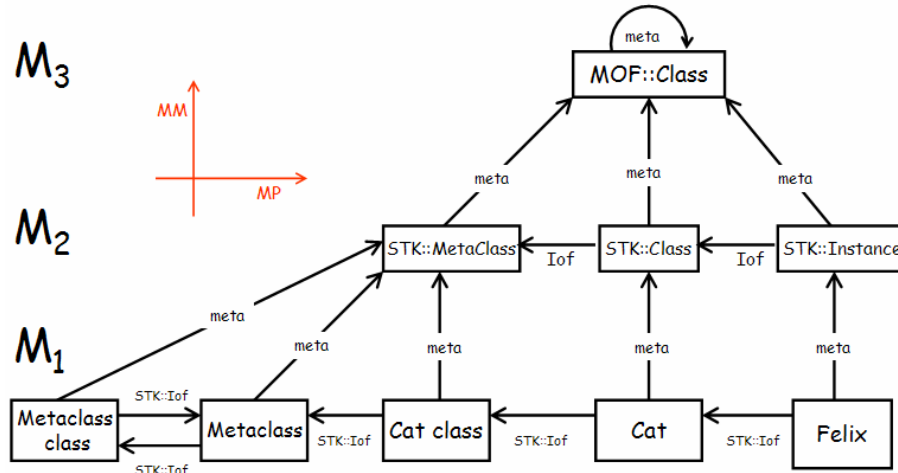 meta
M3
MOF::Class
MM
MP
meta
meta
meta
M2
STK::MetaClass
Iof
STK::Class
Iof
STK::Instance
meta
meta
meta
meta
meta
M1
STK::Iof
Metaclass
class
Metaclass
STK::Iof
Cat class
STK::Iof
Cat
STK::Iof
Felix
STK::Iof